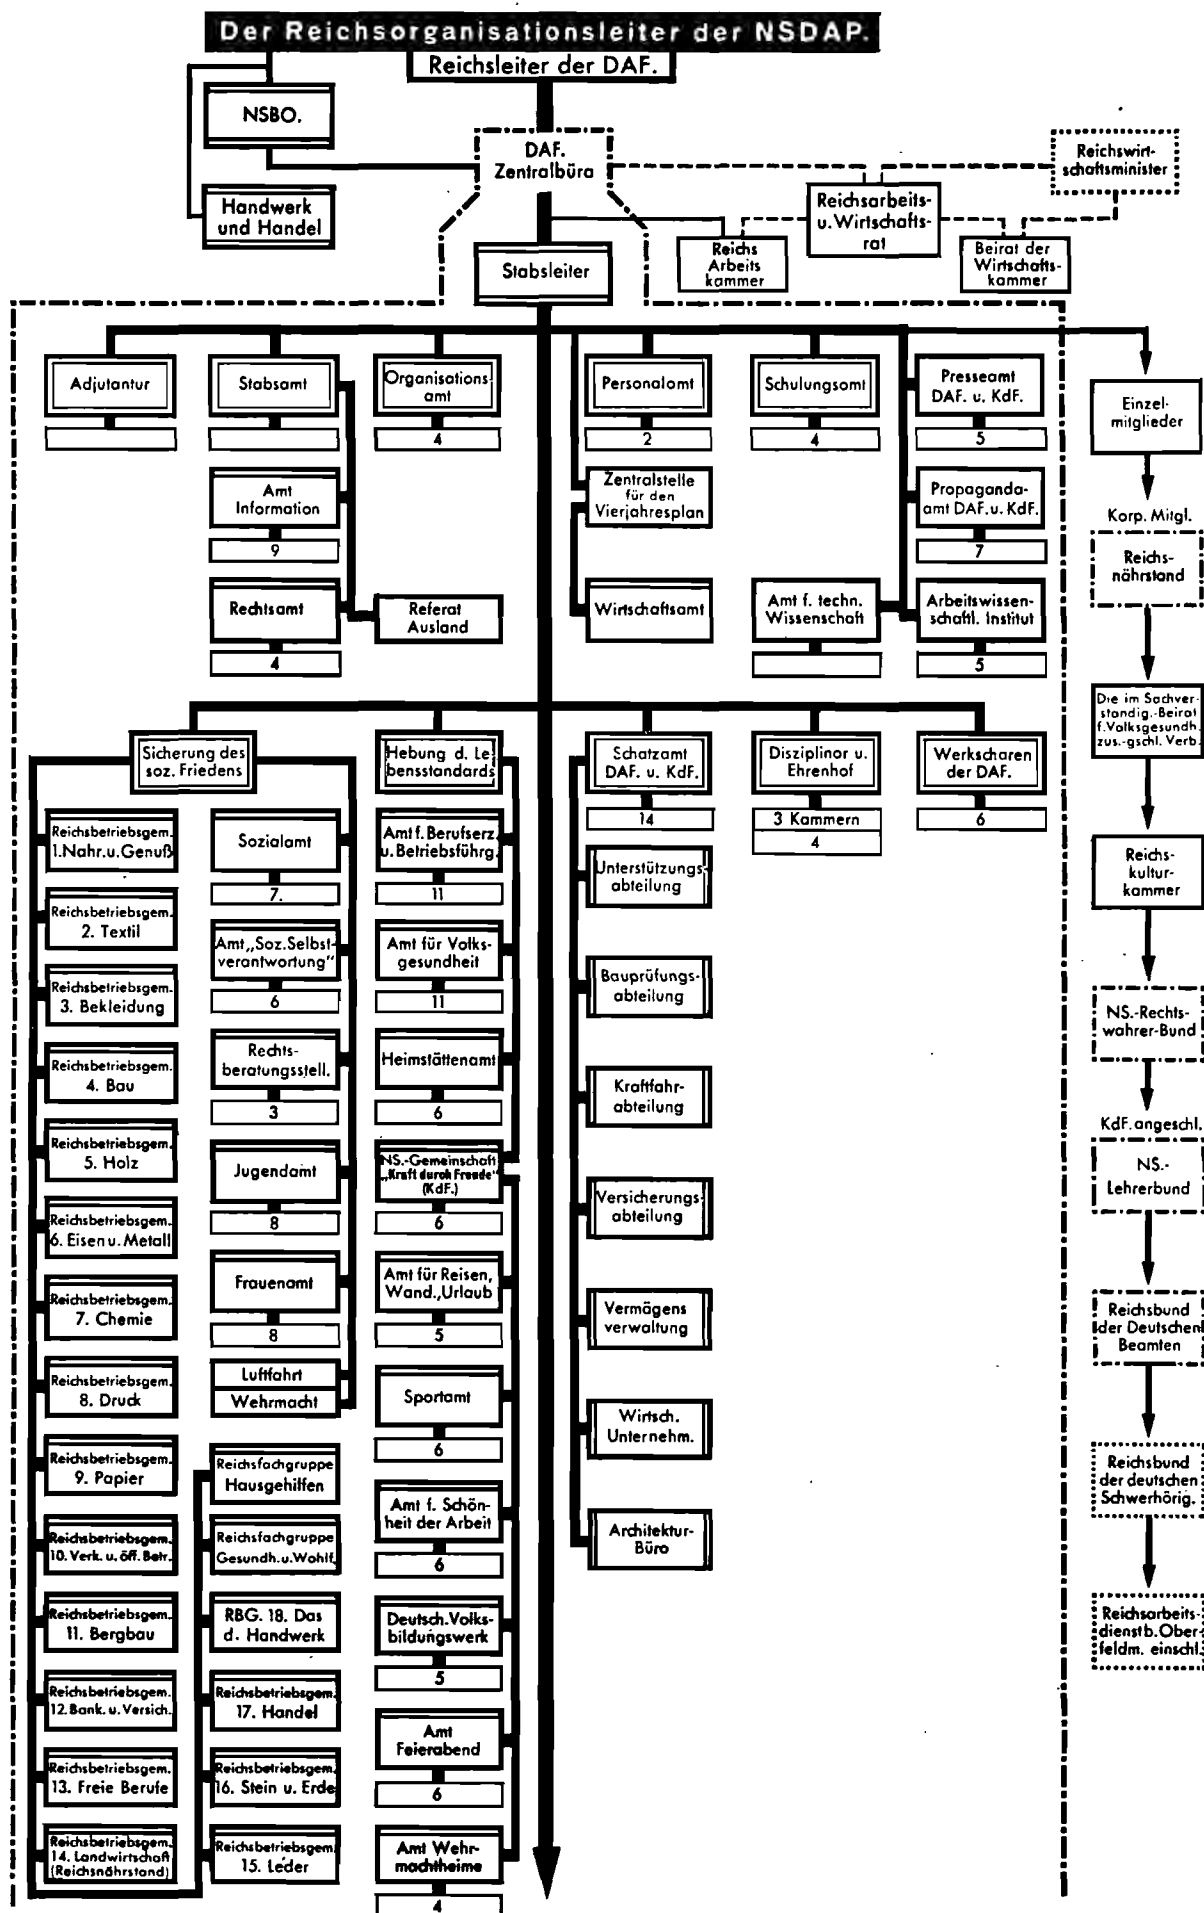 Der Reichsorganisationsleiter der NSDAP.
Reichsleiter der DAF.
NSBO.
Handwerk
und Handel
DAF.
Zentralbüra
Reichswirt-
schaftsminister
Reichsarbeits-
u. Wirtschafts-
rat
Reichs
Arbeits
kammer
Beirat der
Wirtschafts-
kammer
Stabsleiter
Adjutantur
Stabsamt
Organisations-
amt
4
Personalamt
2
Schulungsamt
4
Presseamt
DAF. u. KdF.
5
Einzel-
mitglieder
Amt
Information
9
Zentralstelle
für den
Vierjahresplan
Propaganda-
amt DAF. u. KdF.
7
Korp. Mitgl.
Reichs-
nährstand
Rechtsamt
4
Referat
Ausland
Wirtschaftsamt
Amt f. techn.
Wissenschaft
Arbeitswissen-
schaftl. Institut
5
Die im Sachver-
standig.-Beirat
f. Volksgesundh.
zus.-gschl. Verb.
Sicherung des
soz. Friedens
Hebung d. Le
bensstandards
Schatzamt
DAF. u. KdF.
14
Disziplinar u.
Ehrenhof
3 Kammern
4
Werkscharen
der DAF.
6
Reichsbetriebsgem.
1. Nahr. u. Genuß
Reichsbetriebsgem.
2. Textil
Reichsbetriebsgem.
3. Bekleidung
Reichsbetriebsgem.
4. Bau
Reichsbetriebsgem.
5. Holz
Reichsbetriebsgem.
6. Eisen u. Metall
Reichsbetriebsgem.
7. Chemie
Reichsbetriebsgem.
8. Druck
Reichsbetriebsgem.
9. Papier
Reichsbetriebsgem.
10. Verk. u. öff. Betr.
Reichsbetriebsgem.
11. Bergbau
Reichsbetriebsgem.
12. Bank. u. Versich.
Reichsbetriebsgem.
13. Freie Berufe
Reichsbetriebsgem.
14. Landwirtschaft
(Reichsnährstand)
Sozialamt
7.
Amt „Soz. Selbst-
verantwortung"
6
Rechts-
beratungsstell.
3
Jugendamt
8
Frauenamt
8
Luftfahrt
Wehrmacht
Reichsfachgruppe
Hausgehilfen
Reichsfachgruppe
Gesundh. u. Wohlf.
RBG. 18. Das
d. Handwerk
Reichsbetriebsgem.
17. Handel
Reichsbetriebsgem.
16. Stein u. Erde
Reichsbetriebsgem.
15. Leder
Amt f. Berufserz.
u. Betriebsführg.
11
Amt für Volks-
gesundheit
11
Heimstättenamt
6
NS.-Gemeinschaft
„Kraft durch Freude"
(KdF.)
6
Amt für Reisen,
Wand., Urlaub
5
Sportamt
6
Amt f. Schön-
heit der Arbeit
6
Deutsch. Volks-
bildungswerk
5
Amt
Feierabend
6
Amt Wehr-
machtheime
4
Unterstützungs-
abteilung
Bauprüfungs-
abteilung
Kraftfahr-
abteilung
Versicherungs-
abteilung
Vermögens
verwaltung
Wirtsch.
Unternehm.
Architektur-
Büro
Reichs-
kultur-
kammer
NS.-Rechts-
wahrer-Bund
KdF. angeschl.
NS.-
Lehrerbund
Reichsbund
der Deutschen
Beamten
Reichsbund
der deutschen
Schwerhörig.
Reichsarbeits-
dienst b. Ober-
feldm. einschl.